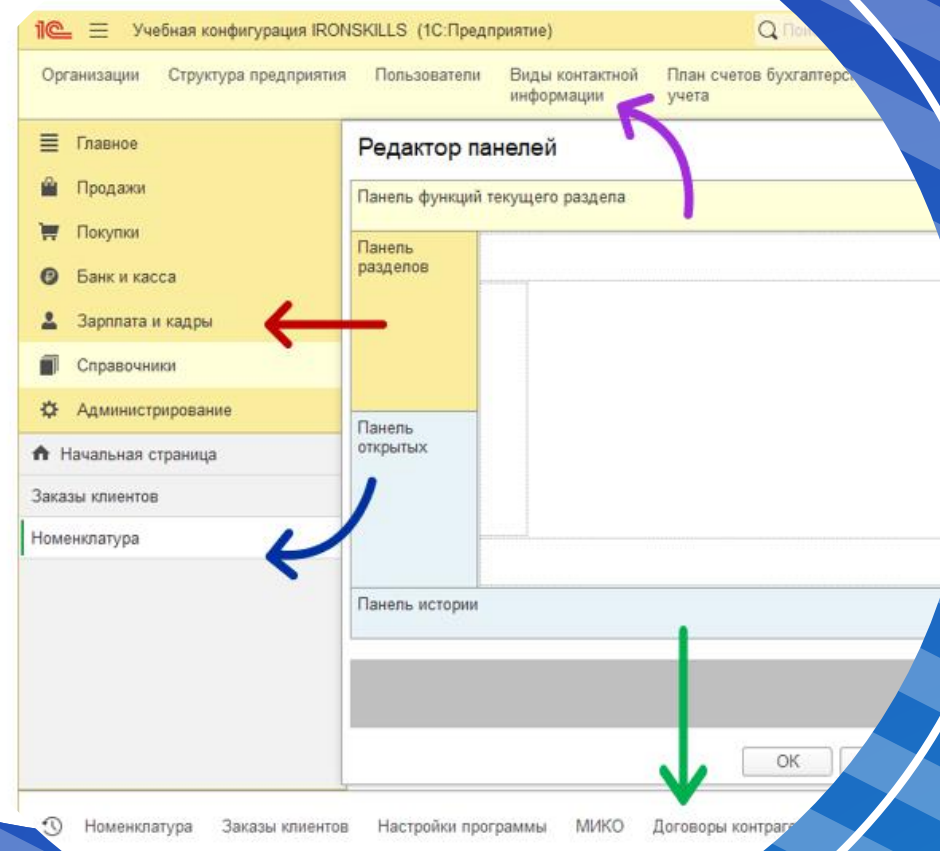 1С Учебная конфигурация IRONSKILLS (1С:Предприятие)
Организации Структура предприятия Пользователи Виды контактной План счетов
информации учета
Главное
Продажи
Покупки
Банк и касса
Зарплата и кадры
Справочники
Администрирование
Начальная страница
Заказы клиентов
Номенклатура
Редактор панелей
Панель функций текущего раздела
Панель
разделов
Панель
открытых
Панель истории
OK
Номенклатура Заказы клиентов Настройки программы МИКО Договоры